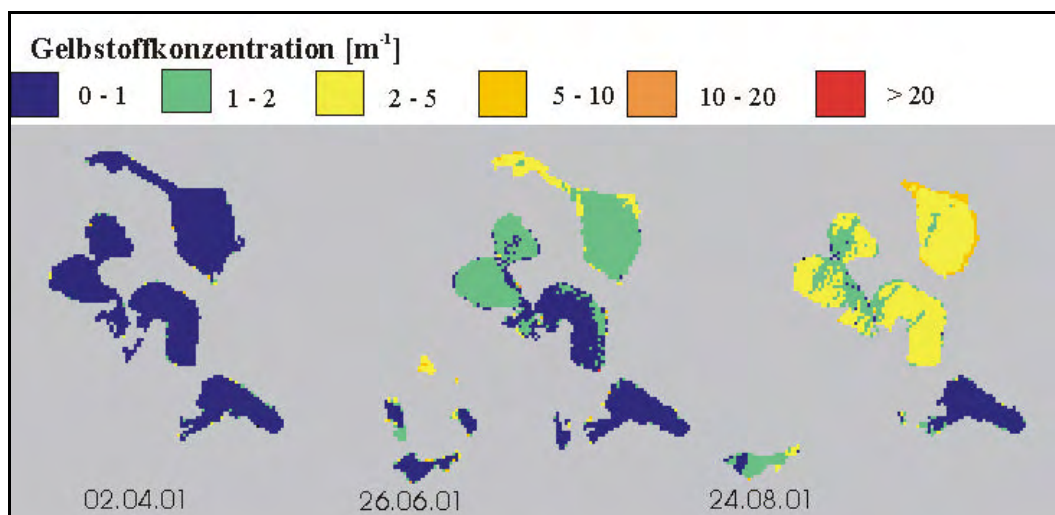 Gelbstoffkonzentration [m⁻¹]
0 - 1 1 - 2 2 - 5 5 - 10 10 - 20 > 20
02.04.01 26.06.01 24.08.01